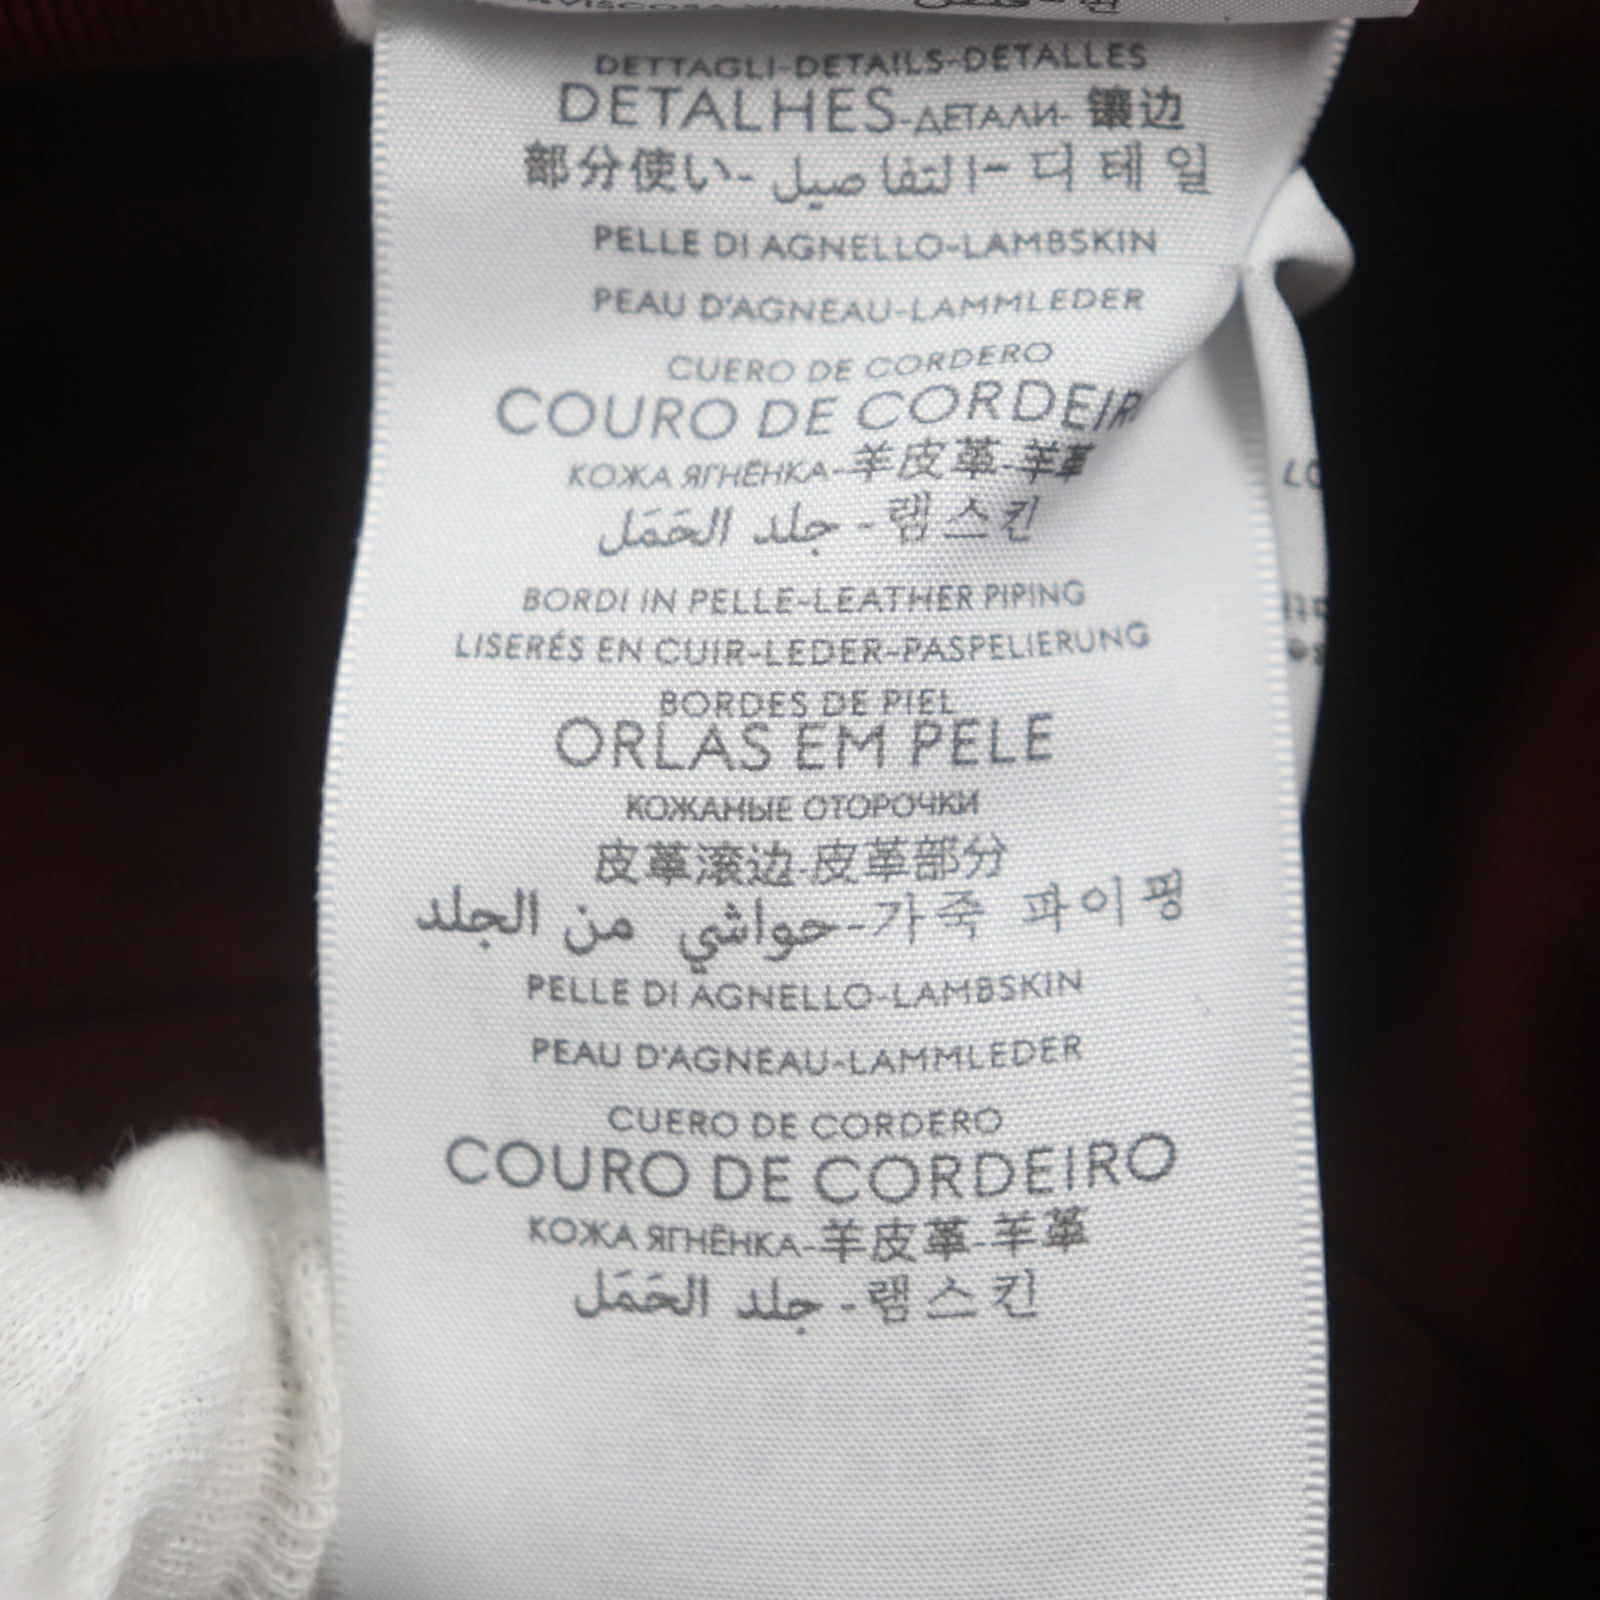 DETTAGLI-DETAILS-DETALLES
DETALHES-ДЕТАЛИ- 镶边
部分使い- التفاصيل- 디 테 일
PELLE DI AGNELLO-LAMBSKIN
PEAU D'AGNEAU-LAMMLEDER
CUERO DE CORDERO
COURO DE CORDEIR
КОЖА ЯГНЁНКА-羊皮革-羊革
جلد الحَمَل - 램 스 킨
BORDI IN PELLE-LEATHER PIPING
LISERÉS EN CUIR-LEDER-PASPELIERUNG
BORDES DE PIEL
ORLAS EM PELE
КОЖАНЫЕ ОТОРОЧКИ
皮革滚边-皮革部分
حواشي من الجلد-가 죽 파 이 핑
PELLE DI AGNELLO-LAMBSKIN
PEAU D'AGNEAU-LAMMLEDER
CUERO DE CORDERO
COURO DE CORDEIRO
КОЖА ЯГНЁНКА-羊皮革-羊革
جلد الحَمَل - 램 스 킨